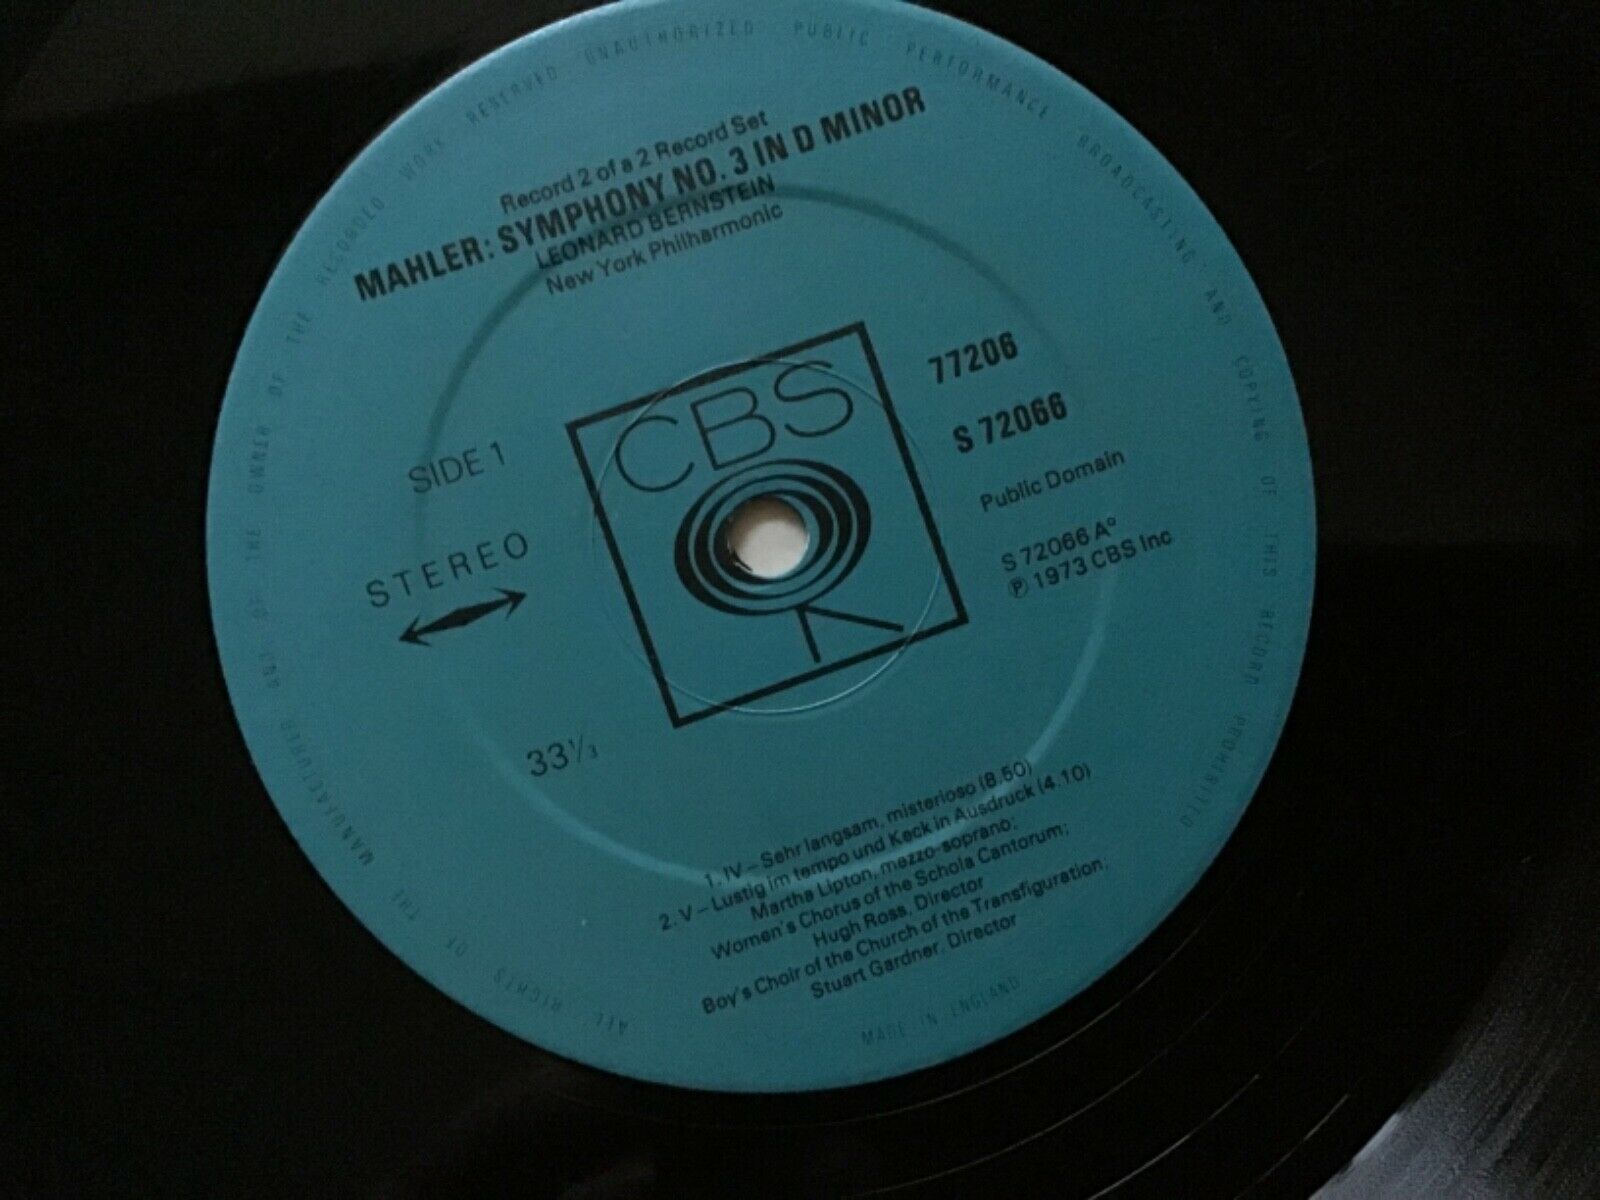 ALL RIGHTS OF THE MANUFACTURER AND OF THE OWNER OF THE RECORDED WORK RESERVED UNAUTHORIZED PUBLIC PERFORMANCE BROADCASTING AND COPYING OF THIS RECORD PROHIBITED
Record 2 of a 2 Record Set
MAHLER: SYMPHONY NO. 3 IN D MINOR
LEONARD BERNSTEIN
New York Philharmonic
CBS
77206
S 72066
SIDE 1
Public Domain
STEREO
S 72066 A°
℗ 1973 CBS Inc
33⅓
1. IV – Sehr langsam, misterioso (8.50)
2. V – Lustig im tempo und Keck in Ausdruck (4.10)
Martha Lipton, mezzo-soprano;
Women's Chorus of the Schola Cantorum;
Hugh Ross, Director
Boy's Choir of the Church of the Transfiguration;
Stuart Gardner, Director
MADE IN ENGLAND